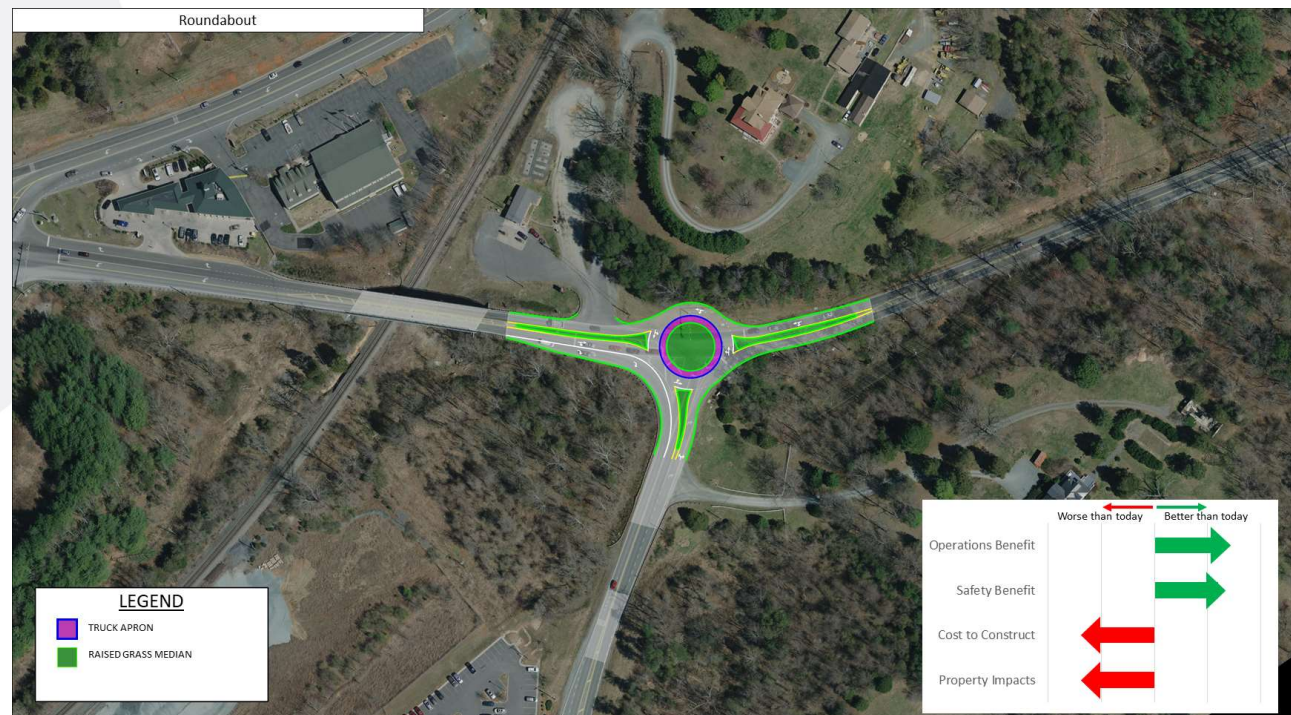 Roundabout
LEGEND
TRUCK APRON
RAISED GRASS MEDIAN
Worse than today
Better than today
Operations Benefit
Safety Benefit
Cost to Construct
Property Impacts